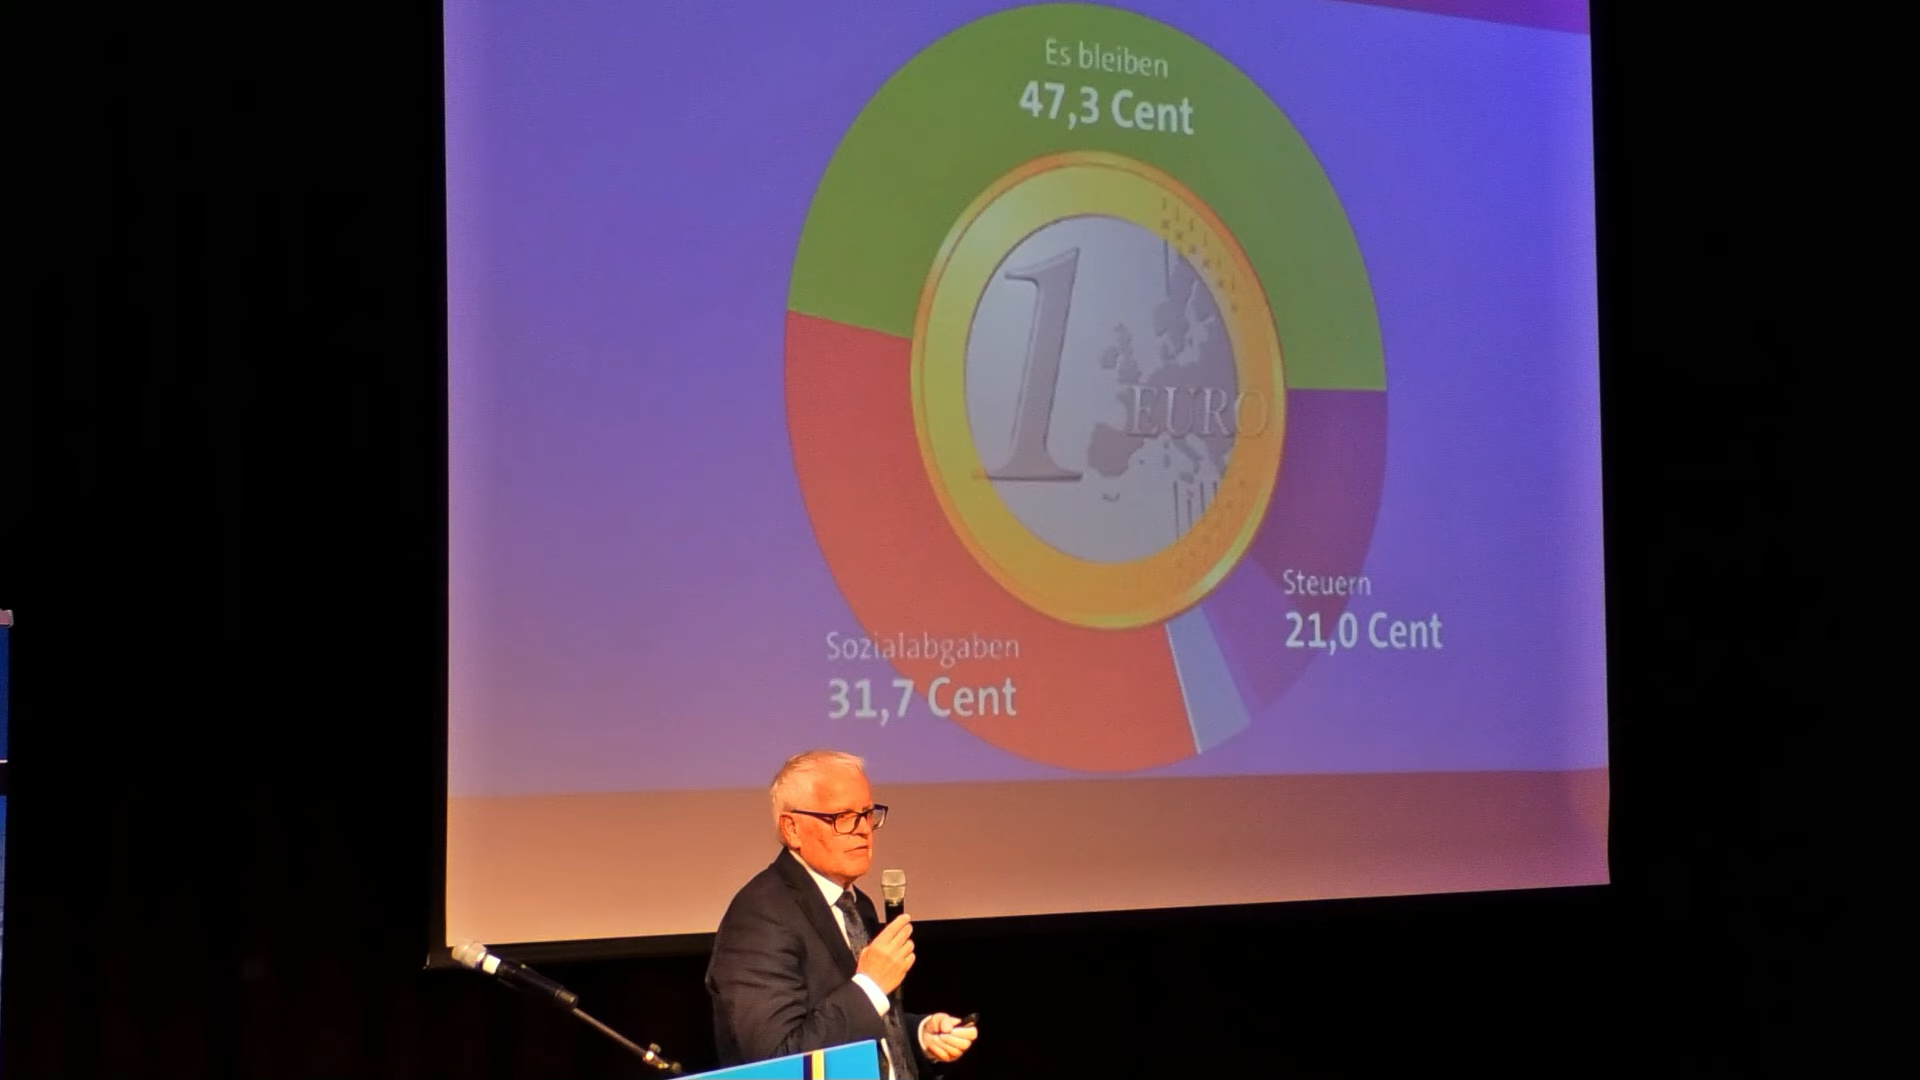 Es bleiben
47,3 Cent
1
EURO
Steuern
21,0 Cent
Sozialabgaben
31,7 Cent